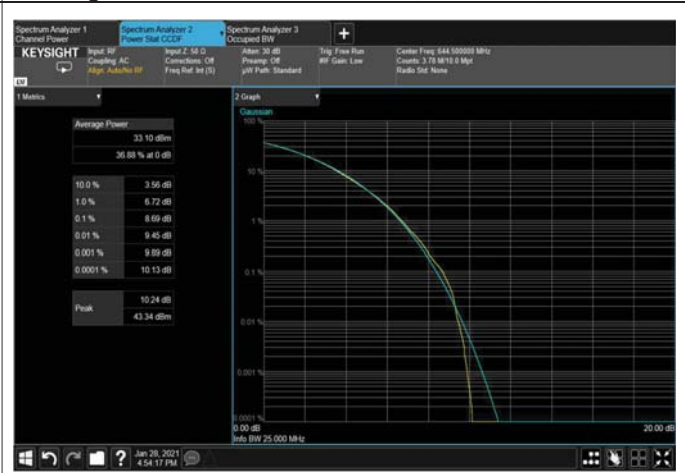 Spectrum Analyzer 1
Channel Power
Spectrum Analyzer 2
Power Stat CCDF
Spectrum Analyzer 3
Occupied BW
KEYSIGHT
Input: RF
Coupling: AC
Align: Auto/No RF
Input Z: 50 Ω
Corrections: Off
Freq Ref: Int (S)
Atten: 30 dB
Preamp: Off
µW Path: Standard
Trig: Free Run
#IF Gain: Low
Center Freq: 644.500000 MHz
Counts: 3.78 M/10.0 Mpt
Radio Std: None
1 Metrics
Average Power
33.10 dBm
36.88 % at 0 dB
10.0 % 3.56 dB
1.0 % 6.72 dB
0.1 % 8.69 dB
0.01 % 9.45 dB
0.001 % 9.89 dB
0.0001 % 10.13 dB
Peak
10.24 dB
43.34 dBm
2 Graph
Gaussian
100 %
10 %
1 %
0.1 %
0.01 %
0.001 %
0.0001 %
0.00 dB 20.00 dB
Info BW 25.000 MHz
Jan 28, 2021
4:54:17 PM